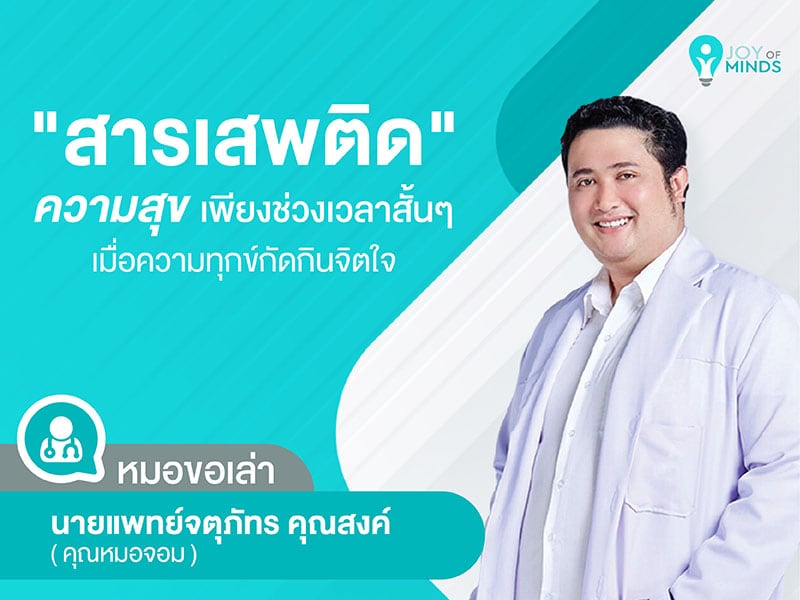 JOY OF
MINDS
"สารเสพติด"
ความสุข เพียงช่วงเวลาสั้นๆ
เมื่อความทุกข์กัดกินจิตใจ
หมอขอเล่า
นายแพทย์จตุภัทร คุณสงค์
( คุณหมอจอม )